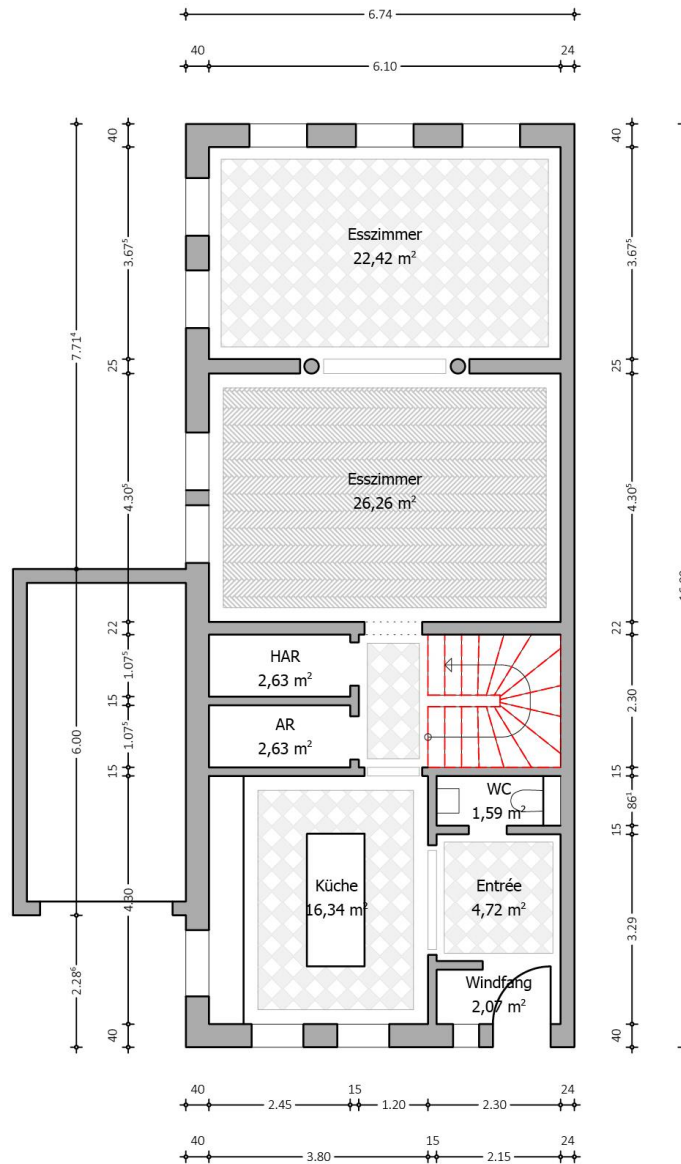 6.74
40
24
6.10
40
40
3.67⁵
3.67⁵
Esszimmer
22,42 m²
7.71⁴
25
25
Esszimmer
26,26 m²
4.30⁵
4.30⁵
22
22
HAR
2,63 m²
1.07⁵
15
2.30
AR
2,63 m²
1.07⁵
6.00
15
15
WC
1,59 m²
86¹
15
Küche
16,34 m²
Entrée
4,72 m²
4.30
3.29
Windfang
2,07 m²
2.28⁶
40
40
40
15
24
2.45
1.20
2.30
40
15
24
3.80
2.15